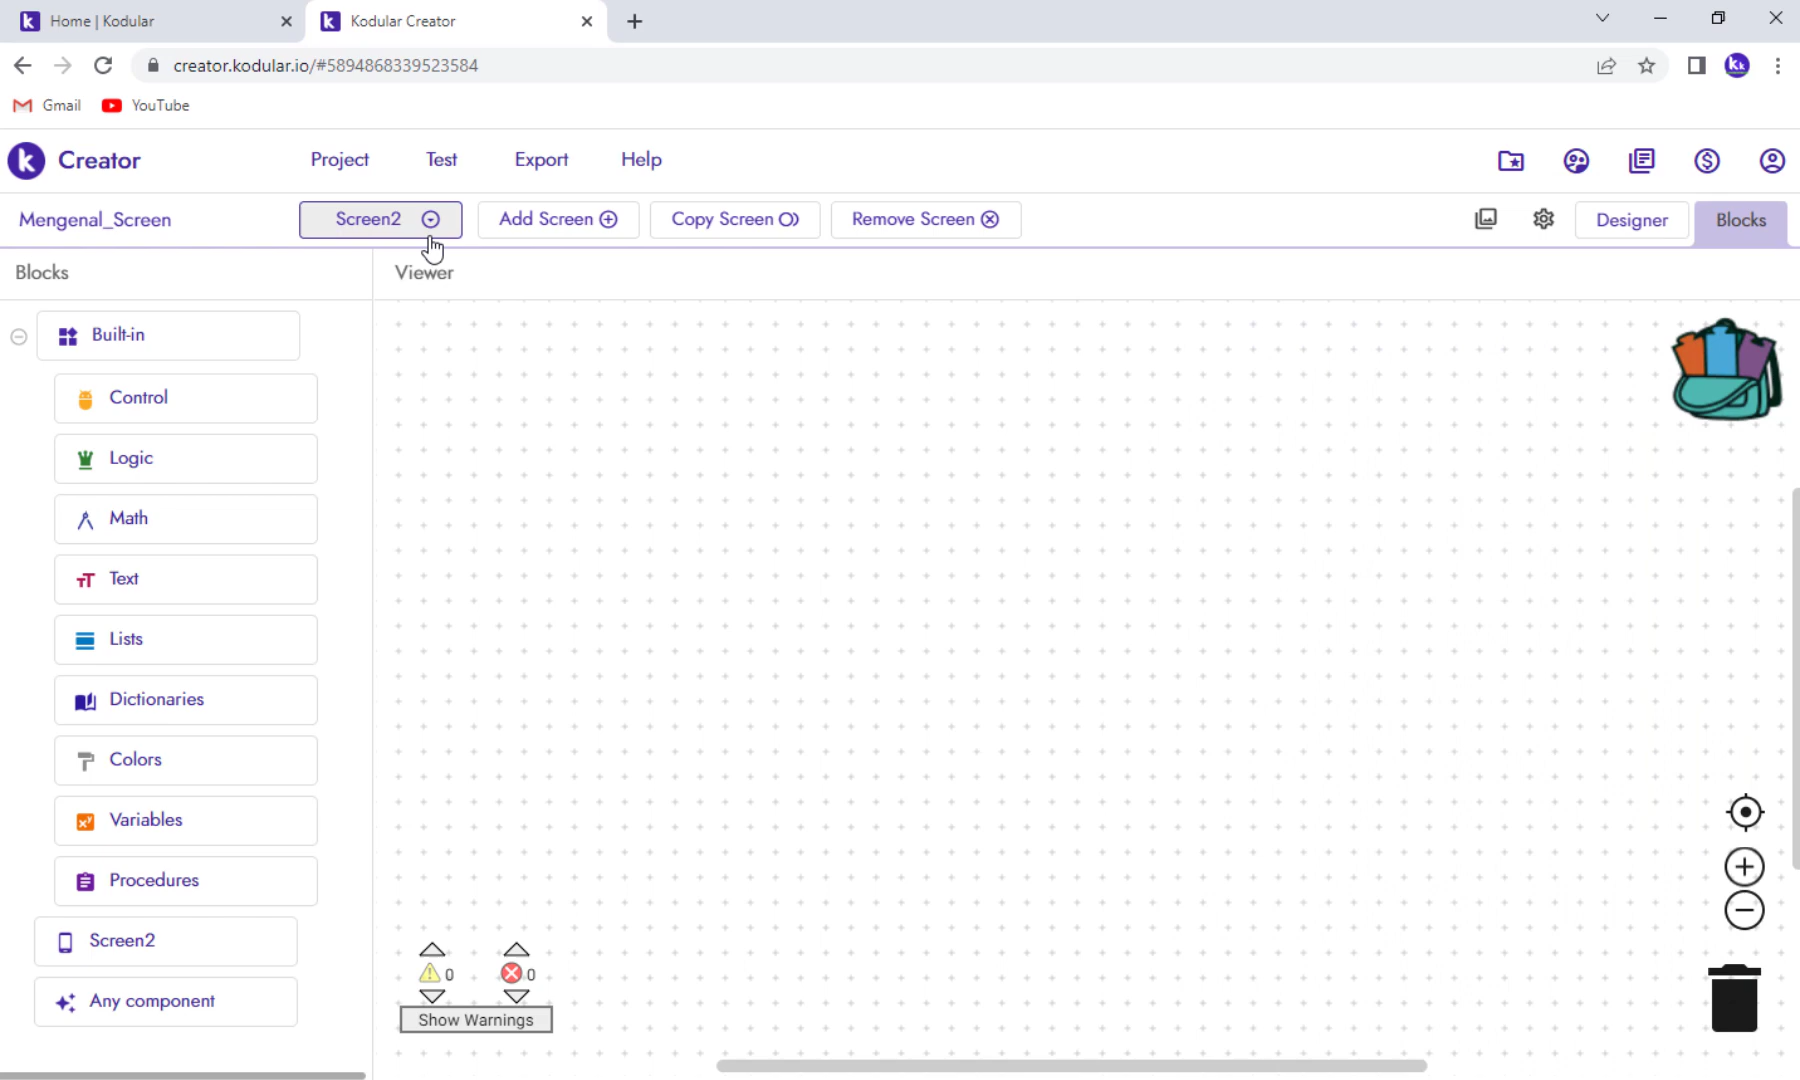 Home | Kodular
Kodular Creator
creator.kodular.io/#5894868339523584
Gmail
YouTube
Creator
Project
Test
Export
Help
Mengenal_Screen
Screen2
Add Screen
Copy Screen
Remove Screen
Designer
Blocks
Blocks
Viewer
Built-in
Control
Logic
Math
Text
Lists
Dictionaries
Colors
Variables
Procedures
Screen2
Any component
0
0
Show Warnings